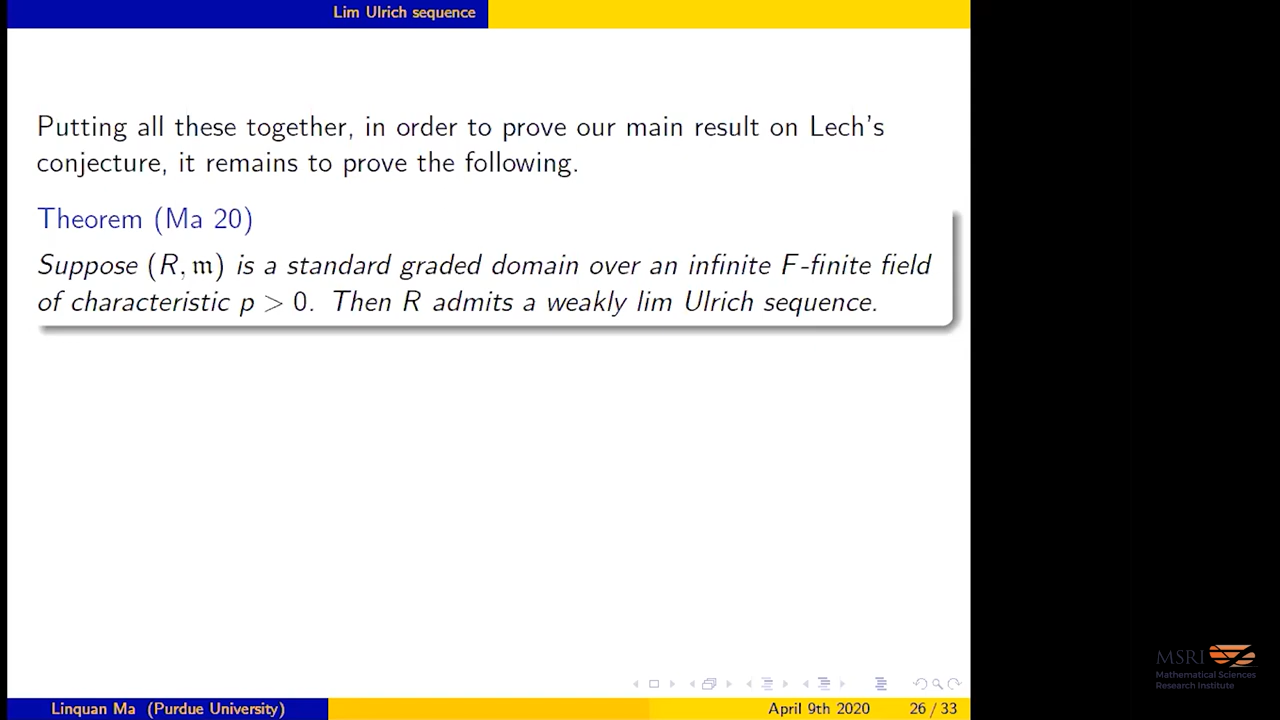 Lim Ulrich sequence
Putting all these together, in order to prove our main result on Lech's
conjecture, it remains to prove the following.
Theorem (Ma 20)
Suppose (R, 𝔪) is a standard graded domain over an infinite F-finite field
of characteristic p > 0. Then R admits a weakly lim Ulrich sequence.
MSRI
Mathematical Sciences
Research Institute
Linquan Ma (Purdue University)
April 9th 2020
26 / 33